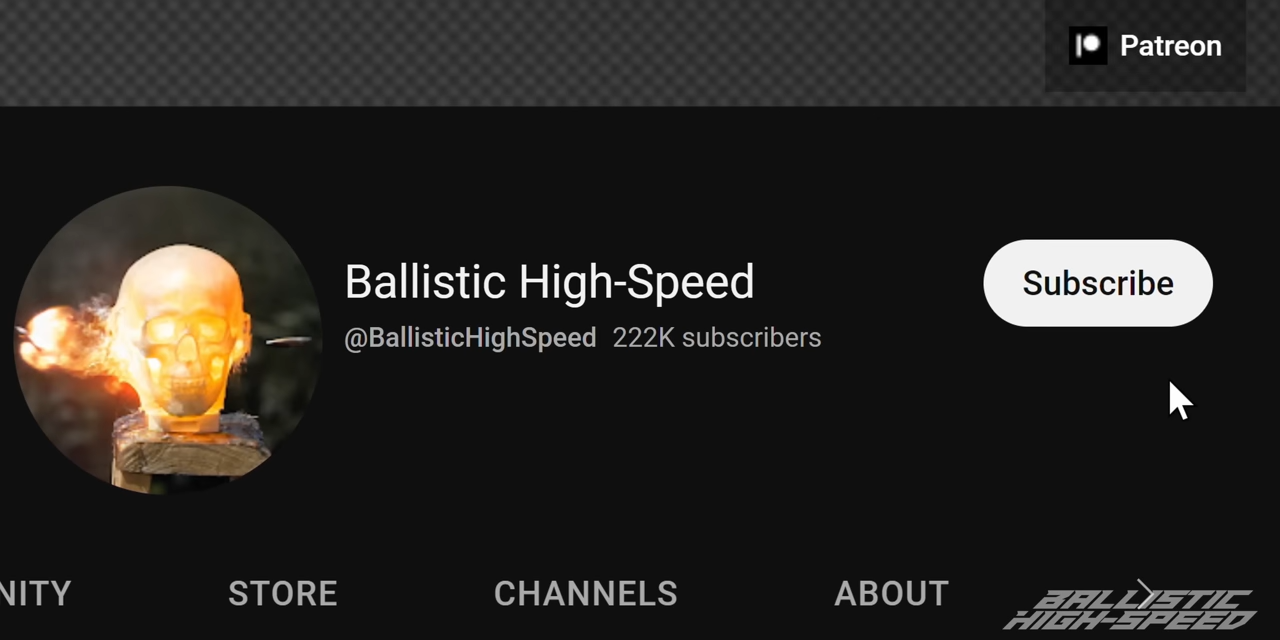 Patreon
Ballistic High-Speed
Subscribe
@BallisticHighSpeed 222K subscribers
NITY STORE CHANNELS ABOUT
BALLISTIC
HIGH-SPEED